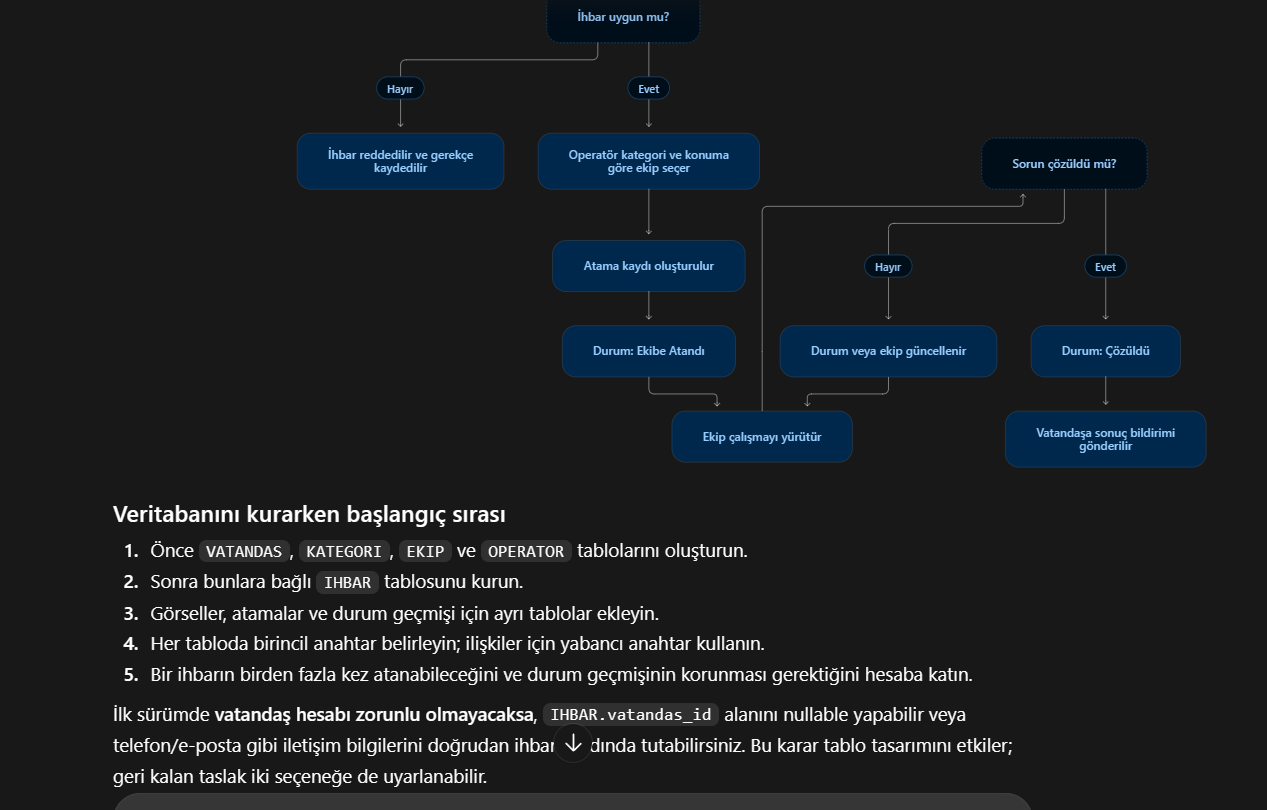 İhbar uygun mu?
Hayır
Evet
İhbar reddedilir ve gerekçe
kaydedilir
Operatör kategori ve konuma
göre ekip seçer
Sorun çözüldü mü?
Atama kaydı oluşturulur
Hayır
Evet
Durum: Ekibe Atandı
Durum veya ekip güncellenir
Durum: Çözüldü
Ekip çalışmayı yürütür
Vatandaşa sonuç bildirimi
gönderilir
Veritabanını kurarken başlangıç sırası
1. Önce VATANDAS, KATEGORI, EKIP ve OPERATOR tablolarını oluşturun.
2. Sonra bunlara bağlı IHBAR tablosunu kurun.
3. Görseller, atamalar ve durum geçmişi için ayrı tablolar ekleyin.
4. Her tabloda birincil anahtar belirleyin; ilişkiler için yabancı anahtar kullanın.
5. Bir ihbarın birden fazla kez atanabileceğini ve durum geçmişinin korunması gerektiğini hesaba katın.
İlk sürümde vatandaş hesabı zorunlu olmayacaksa, IHBAR.vatandas_id alanını nullable yapabilir veya
telefon/e-posta gibi iletişim bilgilerini doğrudan ihbar dında tutabilirsiniz. Bu karar tablo tasarımını etkiler;
geri kalan taslak iki seçeneğe de uyarlanabilir.